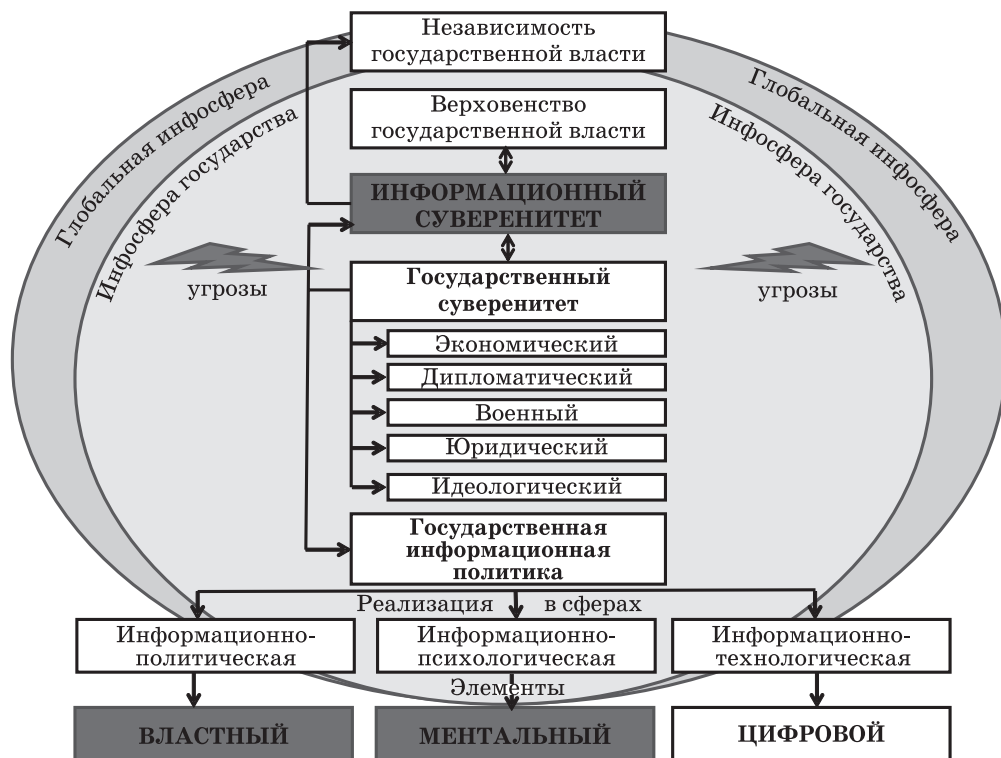 Независимость
государственной власти
Глобальная инфосфера
Глобальная инфосфера
Инфосфера государства
Инфосфера государства
Верховенство
государственной власти
ИНФОРМАЦИОННЫЙ
СУВЕРЕНИТЕТ
угрозы
угрозы
Государственный
суверенитет
Экономический
Дипломатический
Военный
Юридический
Идеологический
Государственная
информационная
политика
Реализация в сферах
Информационно-
политическая
Информационно-
психологическая
Информационно-
технологическая
Элементы
ВЛАСТНЫЙ
МЕНТАЛЬНЫЙ
ЦИФРОВОЙ